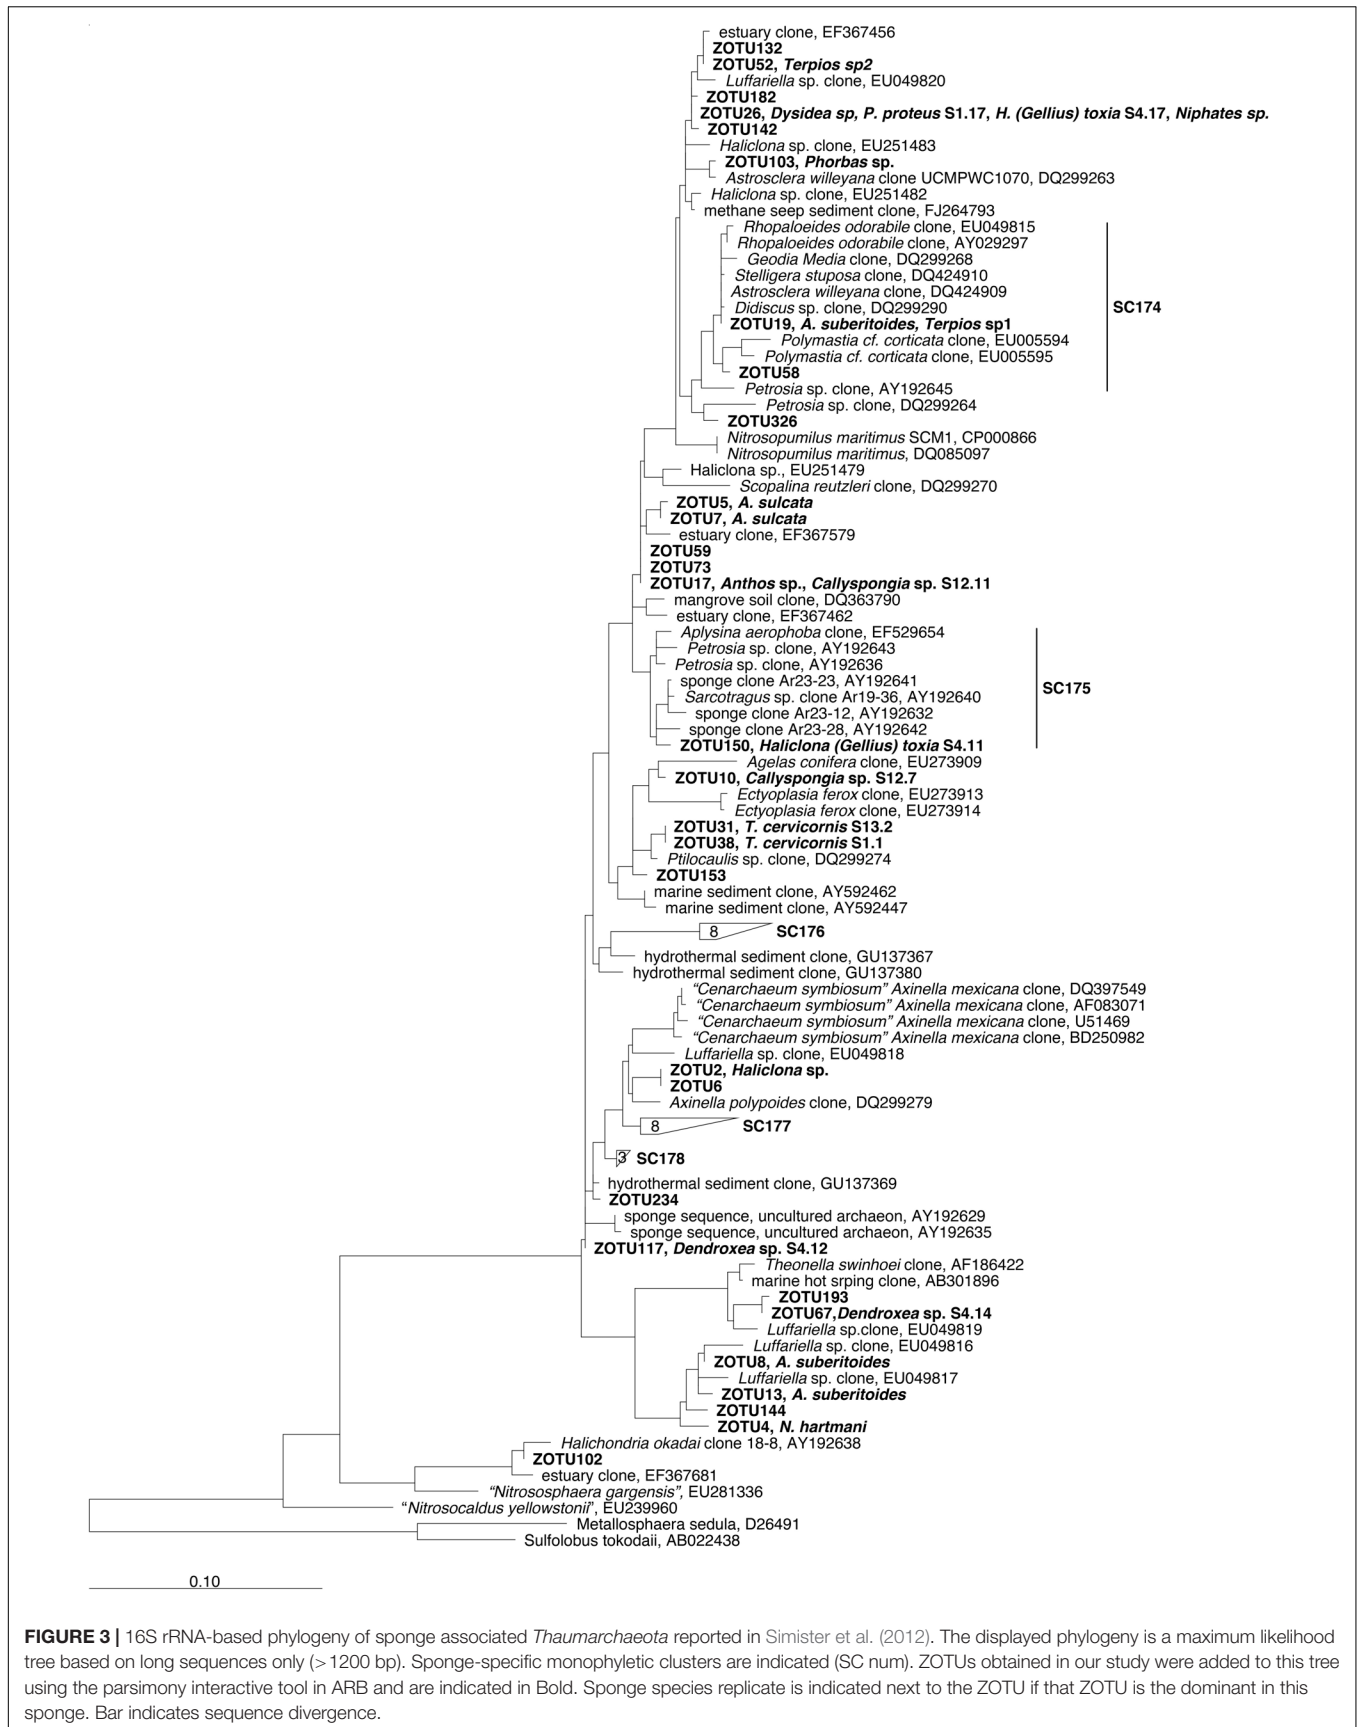 estuary clone, EF367456
ZOTU132
ZOTU52, Terpios sp2
Luffariella sp. clone, EU049820
ZOTU182
ZOTU26, Dysidea sp, P. proteus S1.17, H. (Gellius) toxia S4.17, Niphates sp.
ZOTU142
Haliclona sp. clone, EU251483
ZOTU103, Phorbas sp.
Astrosclera willeyana clone UCMPWC1070, DQ299263
Haliclona sp. clone, EU251482
methane seep sediment clone, FJ264793
Rhopaloeides odorabile clone, EU049815
Rhopaloeides odorabile clone, AY029297
Geodia Media clone, DQ299268
Stelligera stuposa clone, DQ424910
Astrosclera willeyana clone, DQ424909
Didiscus sp. clone, DQ299290
SC174
ZOTU19, A. suberitoides, Terpios sp1
Polymastia cf. corticata clone, EU005594
Polymastia cf. corticata clone, EU005595
ZOTU58
Petrosia sp. clone, AY192645
Petrosia sp. clone, DQ299264
ZOTU326
Nitrosopumilus maritimus SCM1, CP000866
Nitrosopumilus maritimus, DQ085097
Haliclona sp., EU251479
Scopalina reutzleri clone, DQ299270
ZOTU5, A. sulcata
ZOTU7, A. sulcata
estuary clone, EF367579
ZOTU59
ZOTU73
ZOTU17, Anthos sp., Callyspongia sp. S12.11
mangrove soil clone, DQ363790
estuary clone, EF367462
Aplysina aerophoba clone, EF529654
Petrosia sp. clone, AY192643
Petrosia sp. clone, AY192636
sponge clone Ar23-23, AY192641
SC175
Sarcotragus sp. clone Ar19-36, AY192640
sponge clone Ar23-12, AY192632
sponge clone Ar23-28, AY192642
ZOTU150, Haliclona (Gellius) toxia S4.11
Agelas conifera clone, EU273909
ZOTU10, Callyspongia sp. S12.7
Ectyoplasia ferox clone, EU273913
Ectyoplasia ferox clone, EU273914
ZOTU31, T. cervicornis S13.2
ZOTU38, T. cervicornis S1.1
Ptilocaulis sp. clone, DQ299274
ZOTU153
marine sediment clone, AY592462
marine sediment clone, AY592447
8 SC176
hydrothermal sediment clone, GU137367
hydrothermal sediment clone, GU137380
"Cenarchaeum symbiosum" Axinella mexicana clone, DQ397549
"Cenarchaeum symbiosum" Axinella mexicana clone, AF083071
"Cenarchaeum symbiosum" Axinella mexicana clone, U51469
"Cenarchaeum symbiosum" Axinella mexicana clone, BD250982
Luffariella sp. clone, EU049818
ZOTU2, Haliclona sp.
ZOTU6
Axinella polypoides clone, DQ299279
8 SC177
3 SC178
hydrothermal sediment clone, GU137369
ZOTU234
sponge sequence, uncultured archaeon, AY192629
sponge sequence, uncultured archaeon, AY192635
ZOTU117, Dendroxea sp. S4.12
Theonella swinhoei clone, AF186422
marine hot srping clone, AB301896
ZOTU193
ZOTU67,Dendroxea sp. S4.14
Luffariella sp.clone, EU049819
Luffariella sp. clone, EU049816
ZOTU8, A. suberitoides
Luffariella sp. clone, EU049817
ZOTU13, A. suberitoides
ZOTU144
ZOTU4, N. hartmani
Halichondria okadai clone 18-8, AY192638
ZOTU102
estuary clone, EF367681
"Nitrososphaera gargensis", EU281336
"Nitrosocaldus yellowstonii", EU239960
Metallosphaera sedula, D26491
Sulfolobus tokodaii, AB022438
0.10
FIGURE 3 | 16S rRNA-based phylogeny of sponge associated Thaumarchaeota reported in Simister et al. (2012). The displayed phylogeny is a maximum likelihood
tree based on long sequences only (>1200 bp). Sponge-specific monophyletic clusters are indicated (SC num). ZOTUs obtained in our study were added to this tree
using the parsimony interactive tool in ARB and are indicated in Bold. Sponge species replicate is indicated next to the ZOTU if that ZOTU is the dominant in this
sponge. Bar indicates sequence divergence.